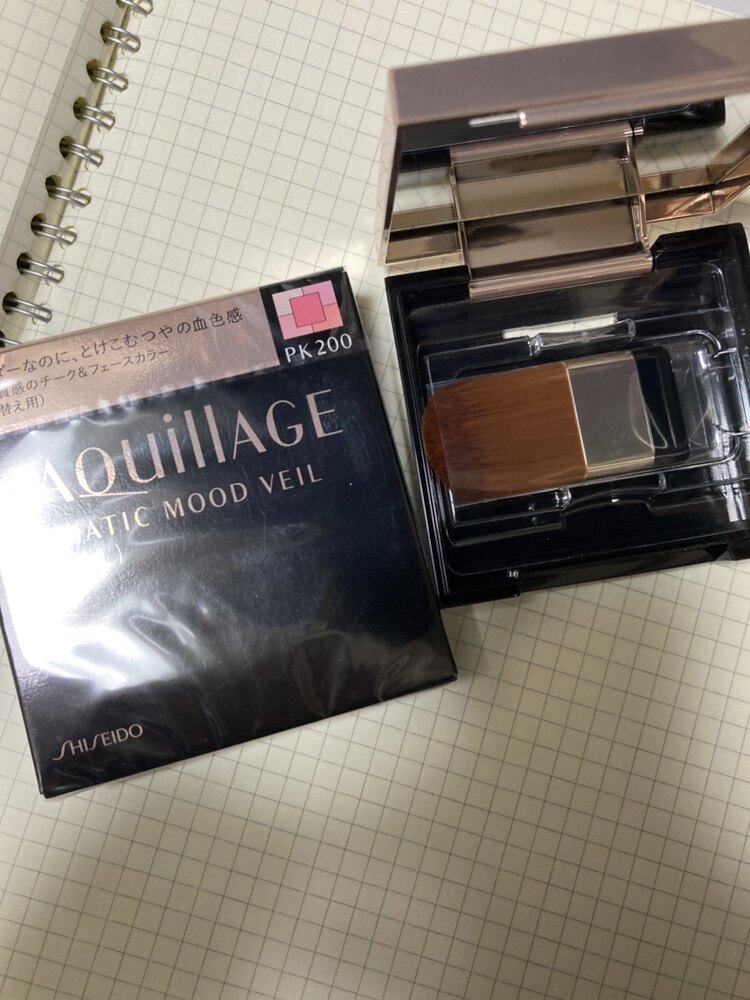 ダーなのに、とけこむつやの血色感
質感のチーク&フェースカラー
替え用)
PK200
AQUILLAGE
ATIC MOOD VEIL
SHISEIDO